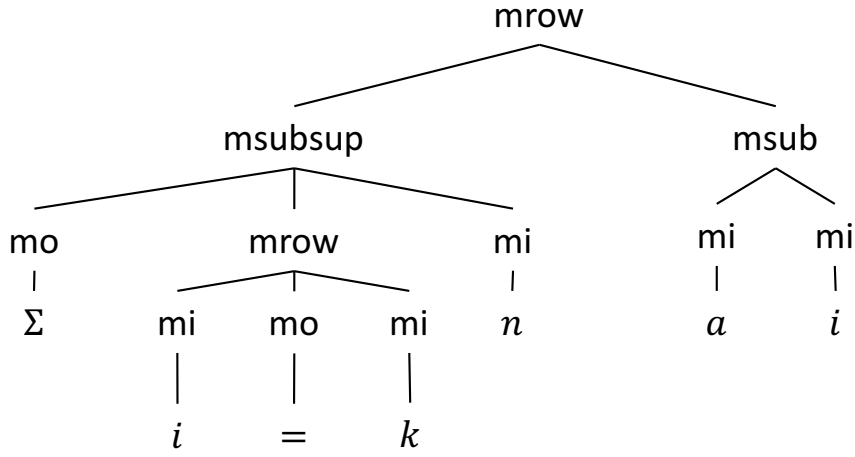 mrow
msubsup msub
mo mrow mi mi mi
Σ mi mo mi n a i
i = k